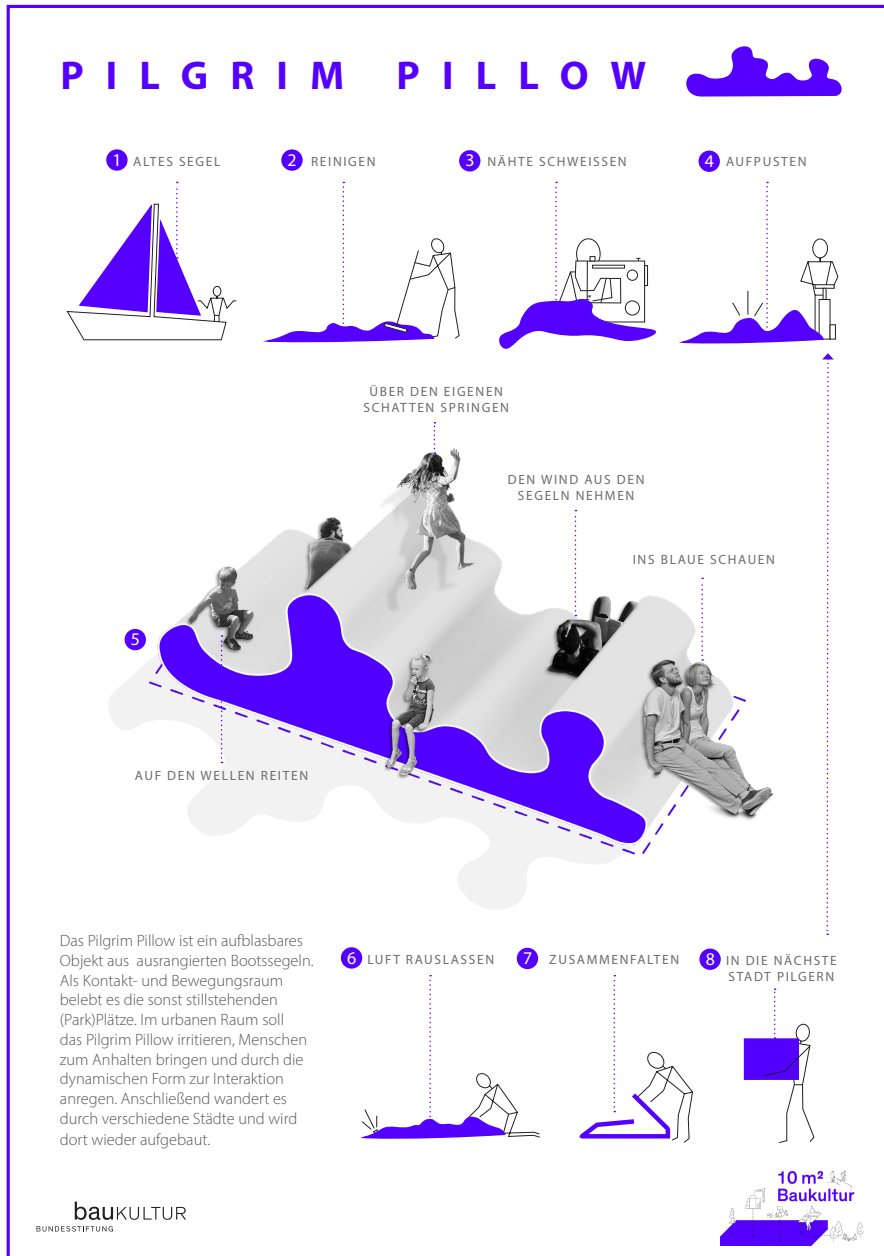 PILGRIM PILLOW
1 ALTES SEGEL
2 REINIGEN
3 NÄHTE SCHWEISSEN
4 AUFPUSTEN
ÜBER DEN EIGENEN
SCHATTEN SPRINGEN
DEN WIND AUS DEN
SEGELN NEHMEN
INS BLAUE SCHAUEN
5
AUF DEN WELLEN REITEN
Das Pilgrim Pillow ist ein aufblasbares
Objekt aus ausrangierten Bootssegeln.
Als Kontakt- und Bewegungsraum
belebt es die sonst stillstehenden
(Park)Plätze. Im urbanen Raum soll
das Pilgrim Pillow irritieren, Menschen
zum Anhalten bringen und durch die
dynamischen Form zur Interaktion
anregen. Anschließend wandert es
durch verschiedene Städte und wird
dort wieder aufgebaut.
6 LUFT RAUSLASSEN
7 ZUSAMMENFALTEN
8 IN DIE NÄCHSTE
STADT PILGERN
bauKULTUR
BUNDESSTIFTUNG
10 m²
Baukultur